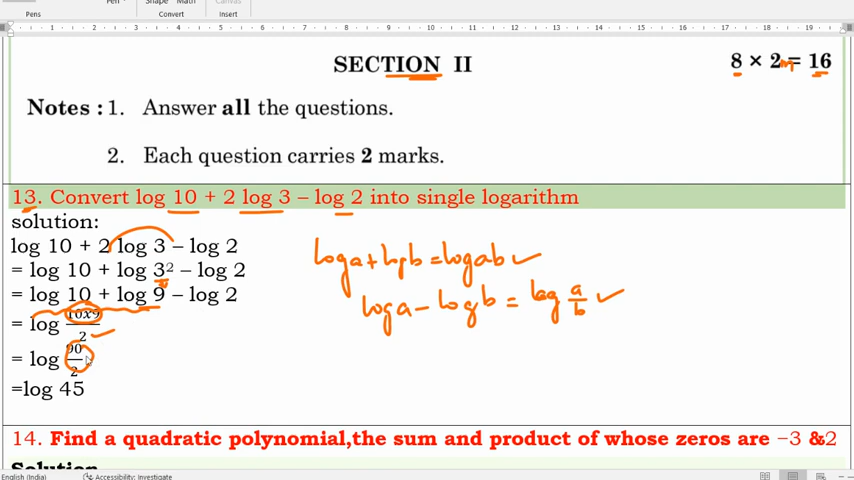 Pens Convert Insert
SECTION II 8 × 2 = 16
Notes : 1. Answer all the questions.
2. Each question carries 2 marks.
13. Convert log 10 + 2 log 3 – log 2 into single logarithm
solution:
log 10 + 2 log 3 – log 2
= log 10 + log 3² – log 2
= log 10 + log 9 – log 2
= log 10x9/2
= log 90/2
=log 45
loga + logb = logab ✓
loga – logb = log a/b ✓
14. Find a quadratic polynomial,the sum and product of whose zeros are −3 &2
Solution
English (India) Accessibility: Investigate